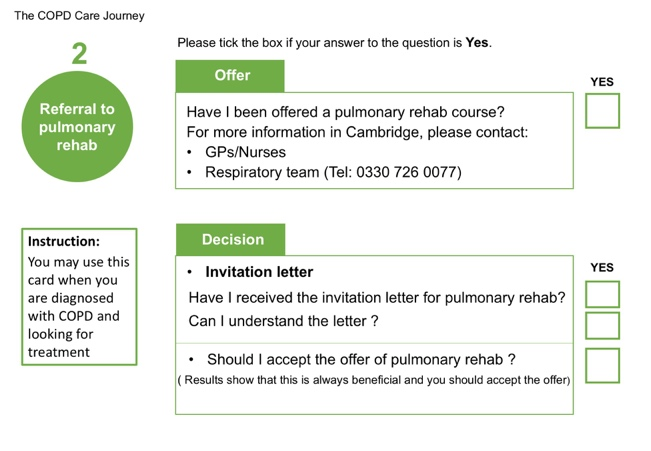 The COPD Care Journey
2
Referral to
pulmonary
rehab
Please tick the box if your answer to the question is Yes.
Offer
YES
Have I been offered a pulmonary rehab course?
For more information in Cambridge, please contact:
• GPs/Nurses
• Respiratory team (Tel: 0330 726 0077)
Instruction:
You may use this
card when you
are diagnosed
with COPD and
looking for
treatment
Decision
YES
• Invitation letter
Have I received the invitation letter for pulmonary rehab?
Can I understand the letter ?
• Should I accept the offer of pulmonary rehab ?
( Results show that this is always beneficial and you should accept the offer)